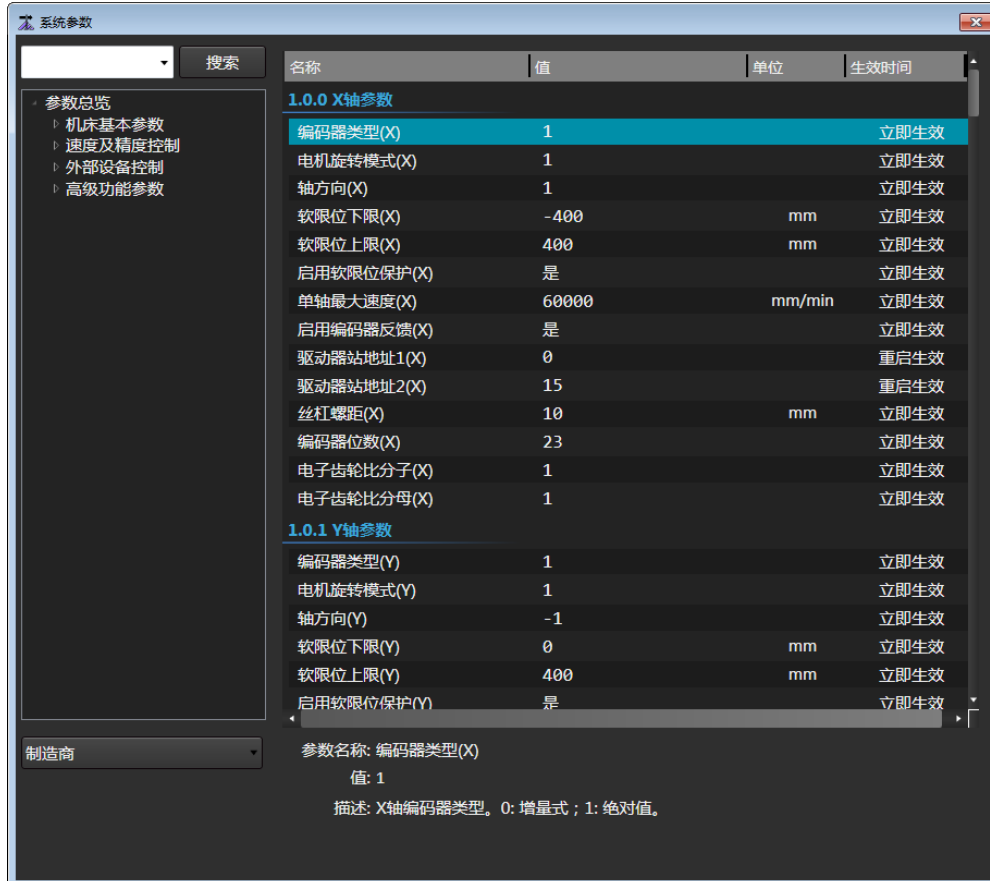 系统参数
搜索
参数总览
机床基本参数
速度及精度控制
外部设备控制
高级功能参数
制造商
名称 值 单位 生效时间
1.0.0 X轴参数
编码器类型(X) 1 立即生效
电机旋转模式(X) 1 立即生效
轴方向(X) 1 立即生效
软限位下限(X) -400 mm 立即生效
软限位上限(X) 400 mm 立即生效
启用软限位保护(X) 是 立即生效
单轴最大速度(X) 60000 mm/min 立即生效
启用编码器反馈(X) 是 立即生效
驱动器站地址1(X) 0 重启生效
驱动器站地址2(X) 15 重启生效
丝杠螺距(X) 10 mm 立即生效
编码器位数(X) 23 立即生效
电子齿轮比分子(X) 1 立即生效
电子齿轮比分母(X) 1 立即生效
1.0.1 Y轴参数
编码器类型(Y) 1 立即生效
电机旋转模式(Y) 1 立即生效
轴方向(Y) -1 立即生效
软限位下限(Y) 0 mm 立即生效
软限位上限(Y) 400 mm 立即生效
启用软限位保护(Y) 是 立即生效
参数名称: 编码器类型(X)
值: 1
描述: X轴编码器类型。0: 增量式；1: 绝对值。